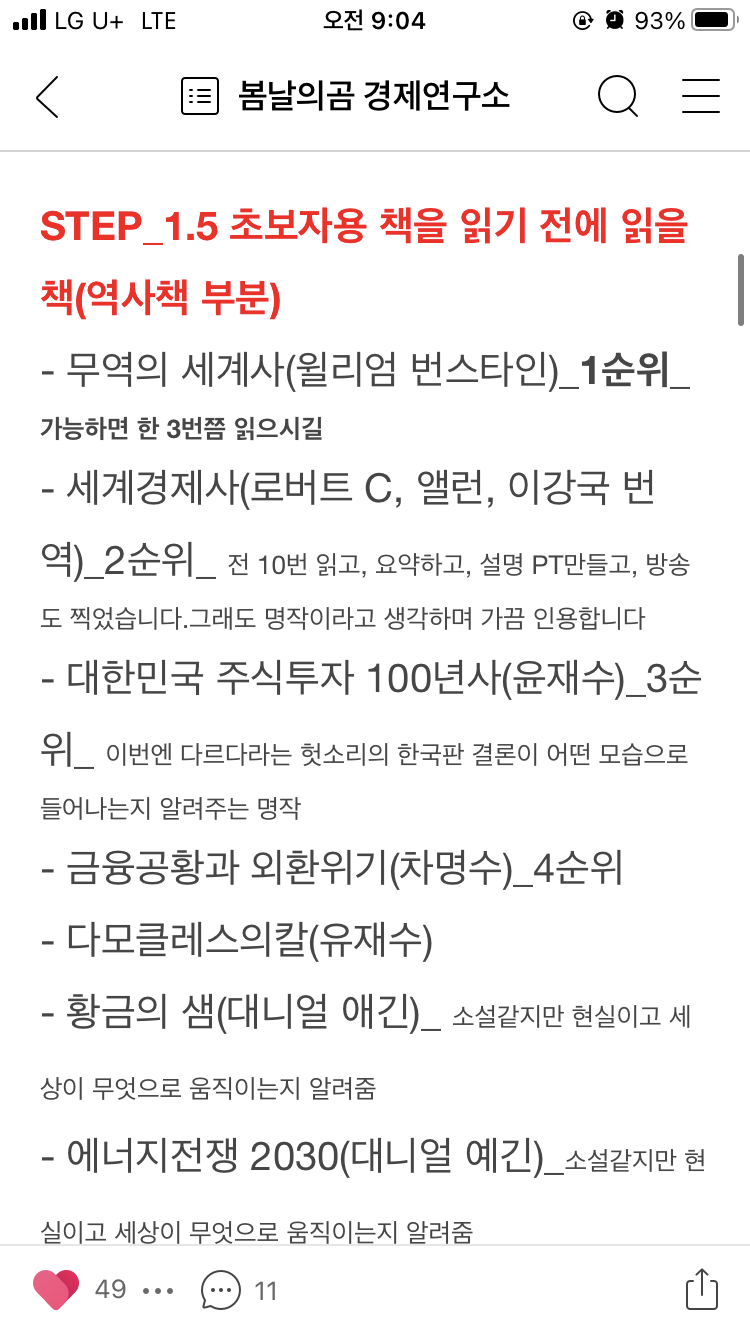 LG U+ LTE 오전 9:04 93%
봄날의곰 경제연구소
STEP_1.5 초보자용 책을 읽기 전에 읽을
책(역사책 부분)
- 무역의 세계사(윌리엄 번스타인)_1순위_
가능하면 한 3번쯤 읽으시길
- 세계경제사(로버트 C, 앨런, 이강국 번
역)_2순위_ 전 10번 읽고, 요약하고, 설명 PT만들고, 방송
도 찍었습니다.그래도 명작이라고 생각하며 가끔 인용합니다
- 대한민국 주식투자 100년사(윤재수)_3순
위_ 이번엔 다르다라는 헛소리의 한국판 결론이 어떤 모습으로
들어나는지 알려주는 명작
- 금융공황과 외환위기(차명수)_4순위
- 다모클레스의칼(유재수)
- 황금의 샘(대니얼 애긴)_ 소설같지만 현실이고 세
상이 무엇으로 움직이는지 알려줌
- 에너지전쟁 2030(대니얼 예긴)_소설같지만 현
실이고 세상이 무엇으로 움직이는지 알려줌
49 11